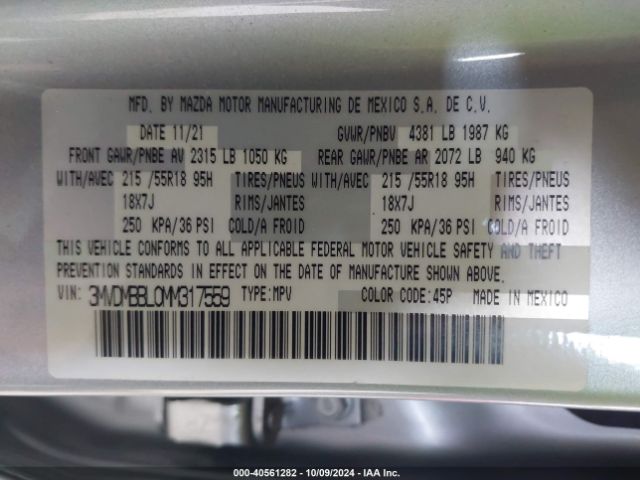 MFD. BY MAZDA MOTOR MANUFACTURING DE MEXICO S.A. DE C.V.
DATE 11/21 GVWR/PNBV 4381 LB 1987 KG
FRONT GAWR/PNBE AV 2315 LB 1050 KG REAR GAWR/PNBE AR 2072 LB 940 KG
WITH/AVEC 215 /55R18 95H TIRES/PNEUS WITH/AVEC 215 /55R18 95H TIRES/PNEUS
18X7J RIMS/JANTES 18X7J RIMS/JANTES
250 KPA/36 PSI COLD/A FROID 250 KPA/36 PSI COLD/A FROID
THIS VEHICLE CONFORMS TO ALL APPLICABLE FEDERAL MOTOR VEHICLE SAFETY AND THEFT
PREVENTION STANDARDS IN EFFECT ON THE DATE OF MANUFACTURE SHOWN ABOVE.
VIN: 3MVDMBBL0MM317559 TYPE:MPV COLOR CODE:45P MADE IN MEXICO
000-40561282 - 10/09/2024 - IAA Inc.